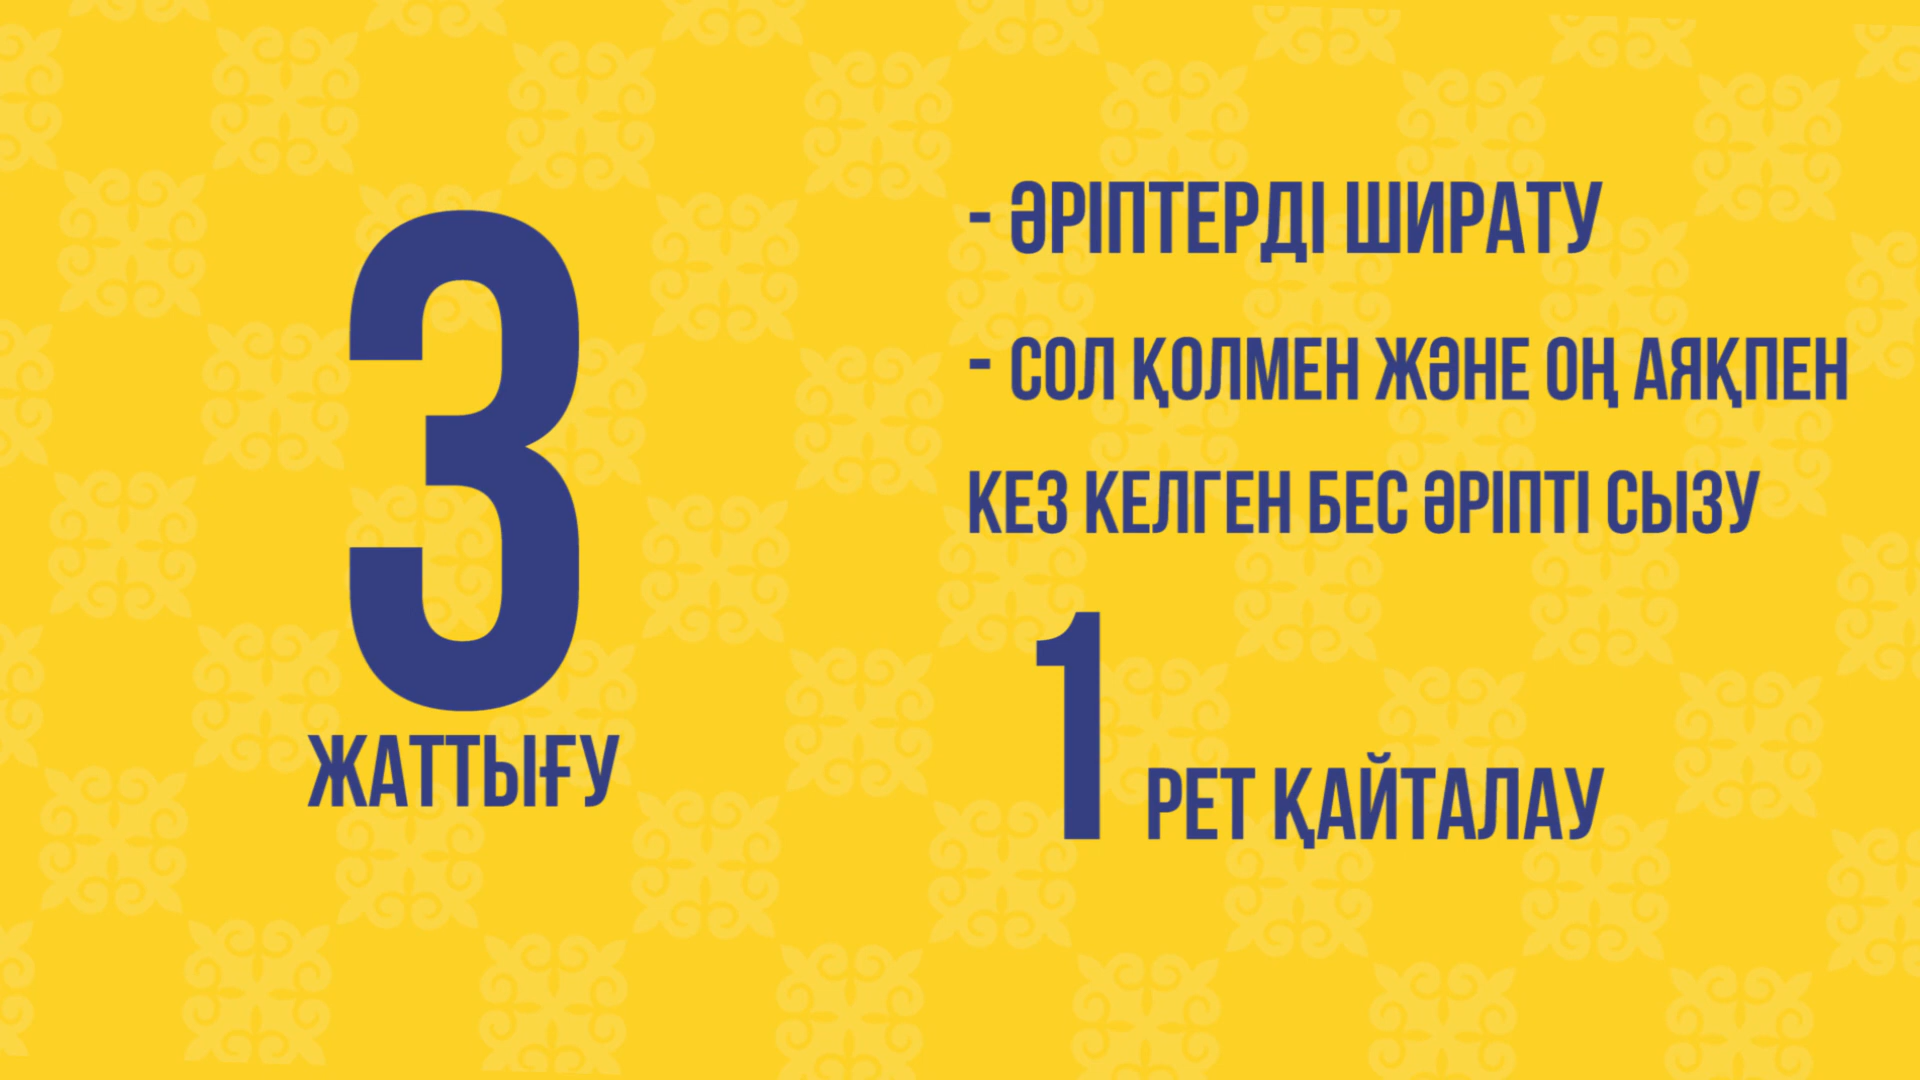 3
ЖАТТЫҒУ
- ӘРІПТЕРДІ ШИРАТУ
- СОЛ ҚОЛМЕН ЖӘНЕ ОҢ АЯҚПЕН
КЕЗ КЕЛГЕН БЕС ӘРІПТІ СЫЗУ
1 РЕТ ҚАЙТАЛАУ